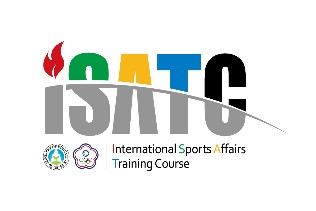 iSATC
International Sports Affairs
Training Course